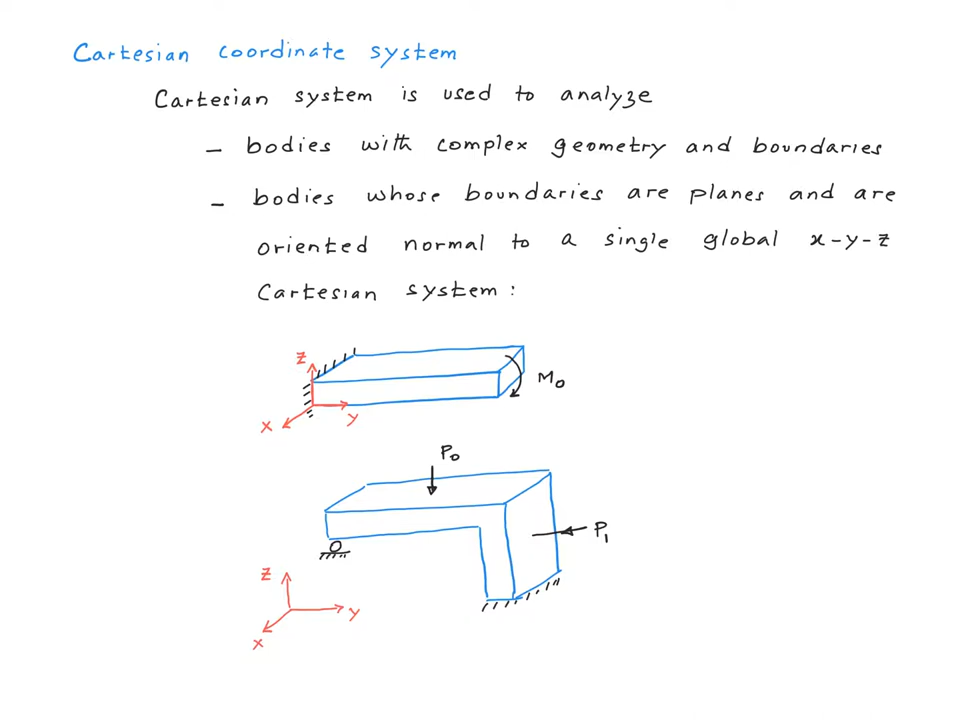 Cartesian coordinate system
Cartesian system is used to analyze
– bodies with complex geometry and boundaries
– bodies whose boundaries are planes and are
oriented normal to a single global x-y-z
Cartesian system:
z
x
y
M₀
P₀
P₁
z
y
x